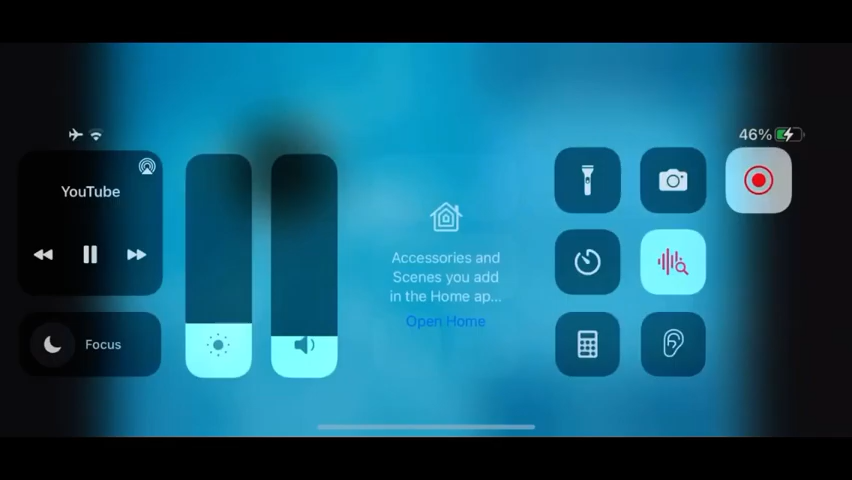 46%
YouTube
Accessories and
Scenes you add
in the Home ap...
Open Home
Focus